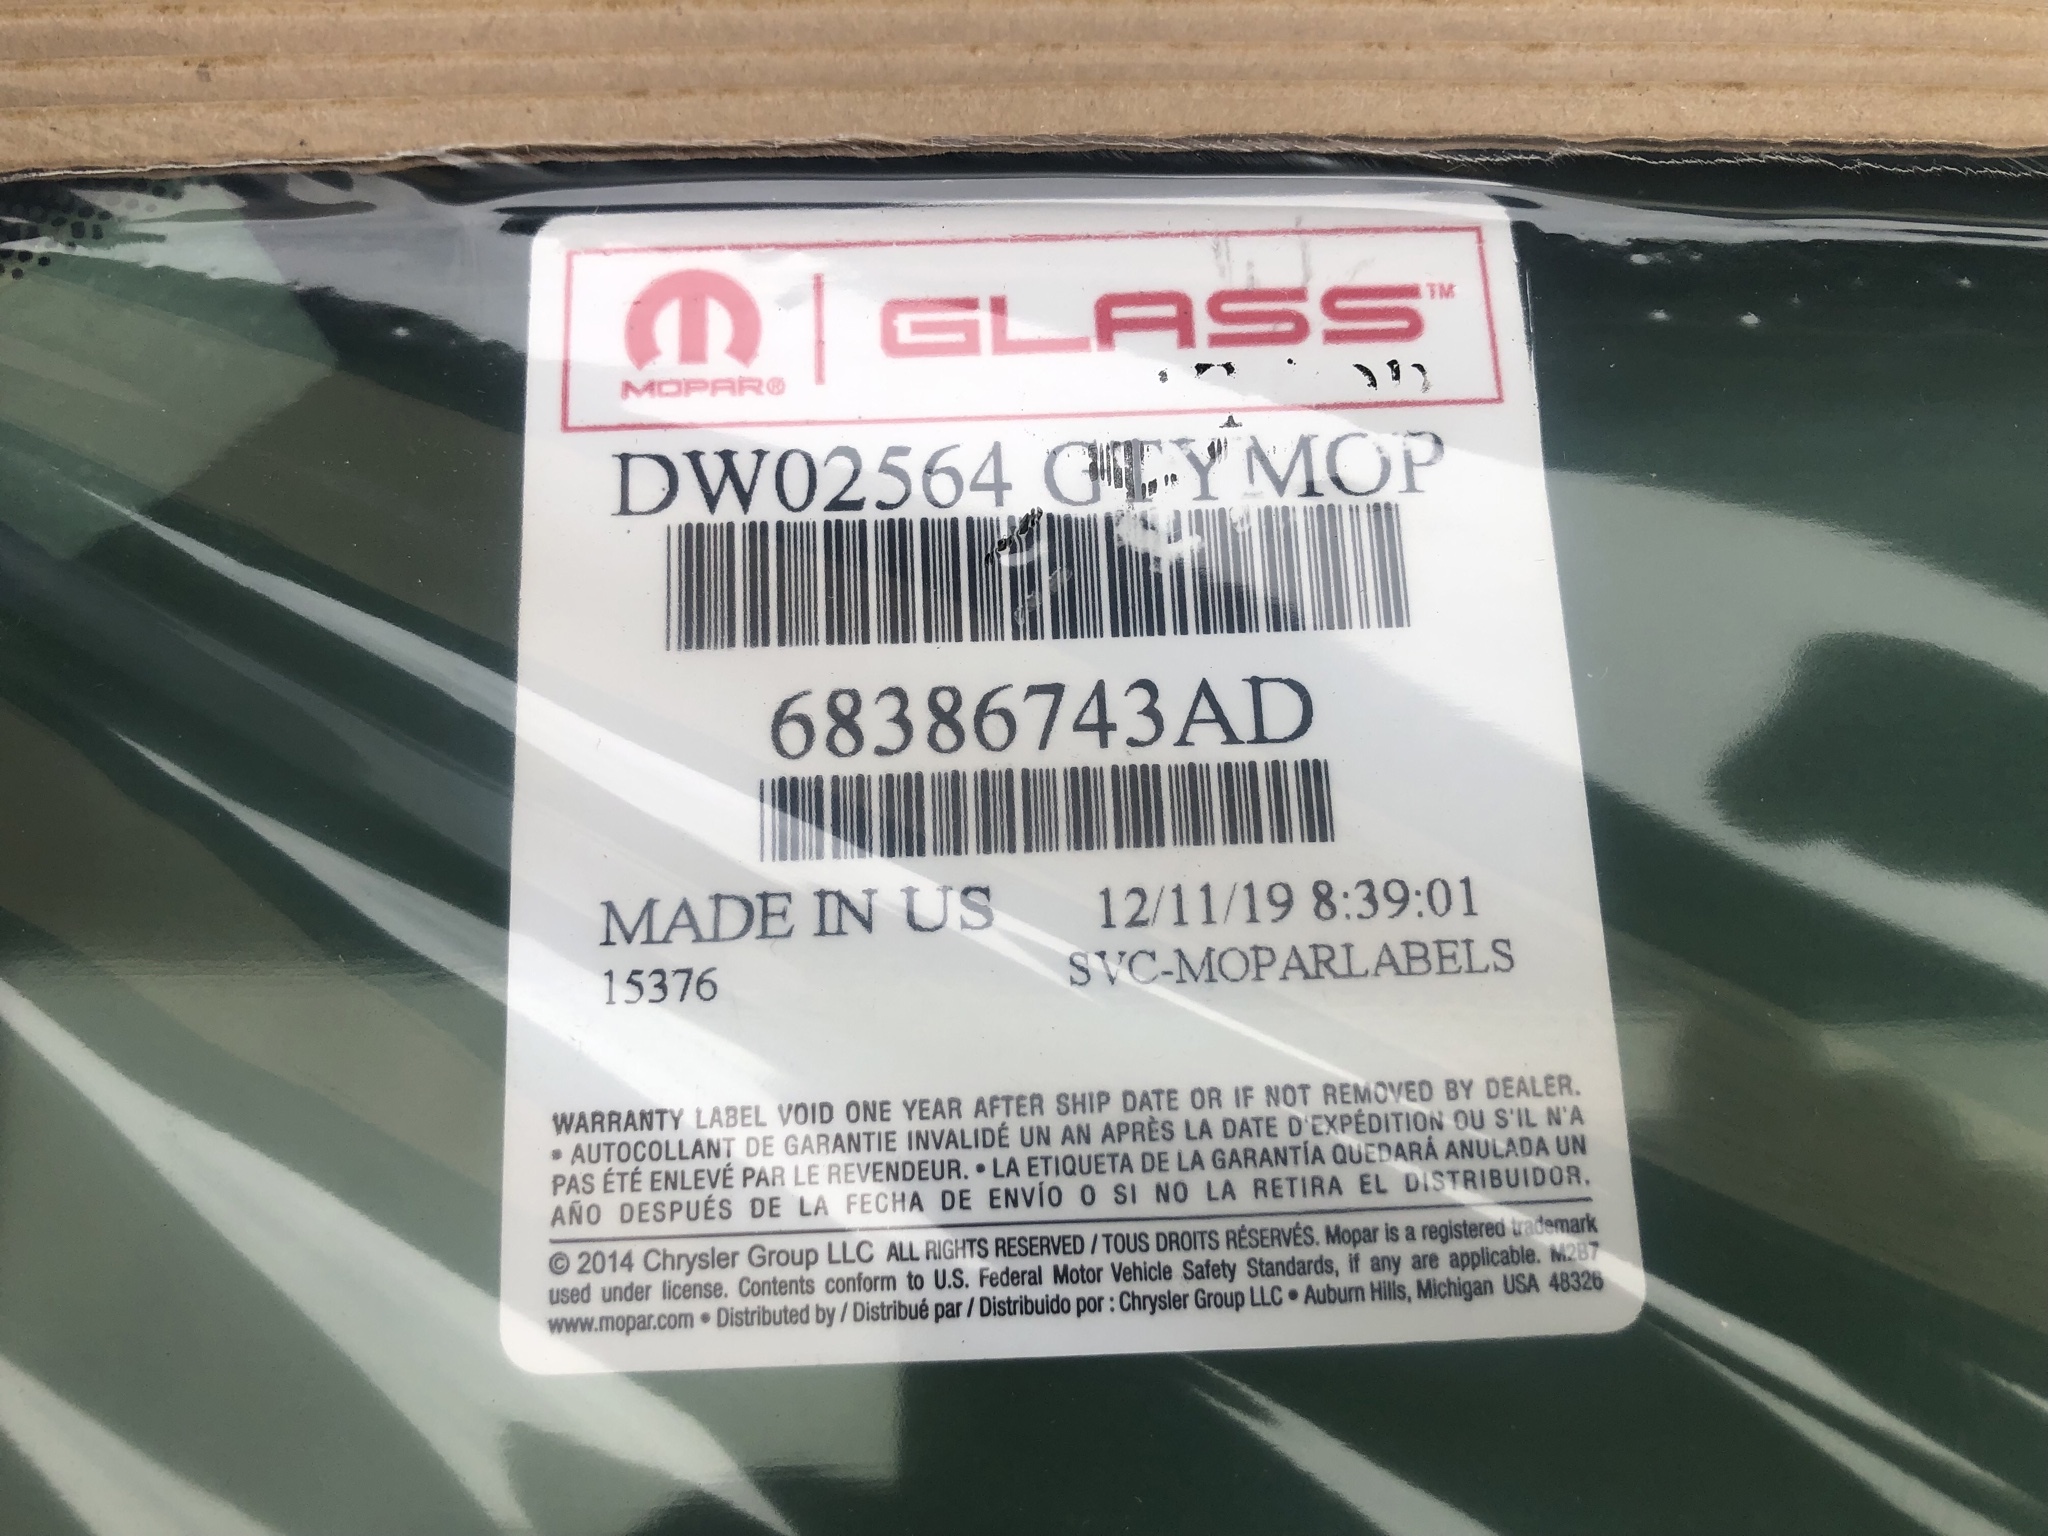 MOPAR® | GLASS™
DW02564 GTYMOP
68386743AD
MADE IN US 12/11/19 8:39:01
15376 SVC-MOPARLABELS
WARRANTY LABEL VOID ONE YEAR AFTER SHIP DATE OR IF NOT REMOVED BY DEALER.
• AUTOCOLLANT DE GARANTIE INVALIDÉ UN AN APRÈS LA DATE D'EXPÉDITION OU S'IL N'A
PAS ÉTÉ ENLEVÉ PAR LE REVENDEUR. • LA ETIQUETA DE LA GARANTÍA QUEDARÁ ANULADA UN
AÑO DESPUÉS DE LA FECHA DE ENVÍO O SI NO LA RETIRA EL DISTRIBUIDOR.
© 2014 Chrysler Group LLC ALL RIGHTS RESERVED / TOUS DROITS RÉSERVÉS. Mopar is a registered trademark
used under license. Contents conform to U.S. Federal Motor Vehicle Safety Standards, if any are applicable. M2B7
www.mopar.com • Distributed by / Distribué par / Distribuido por : Chrysler Group LLC • Auburn Hills, Michigan USA 48326